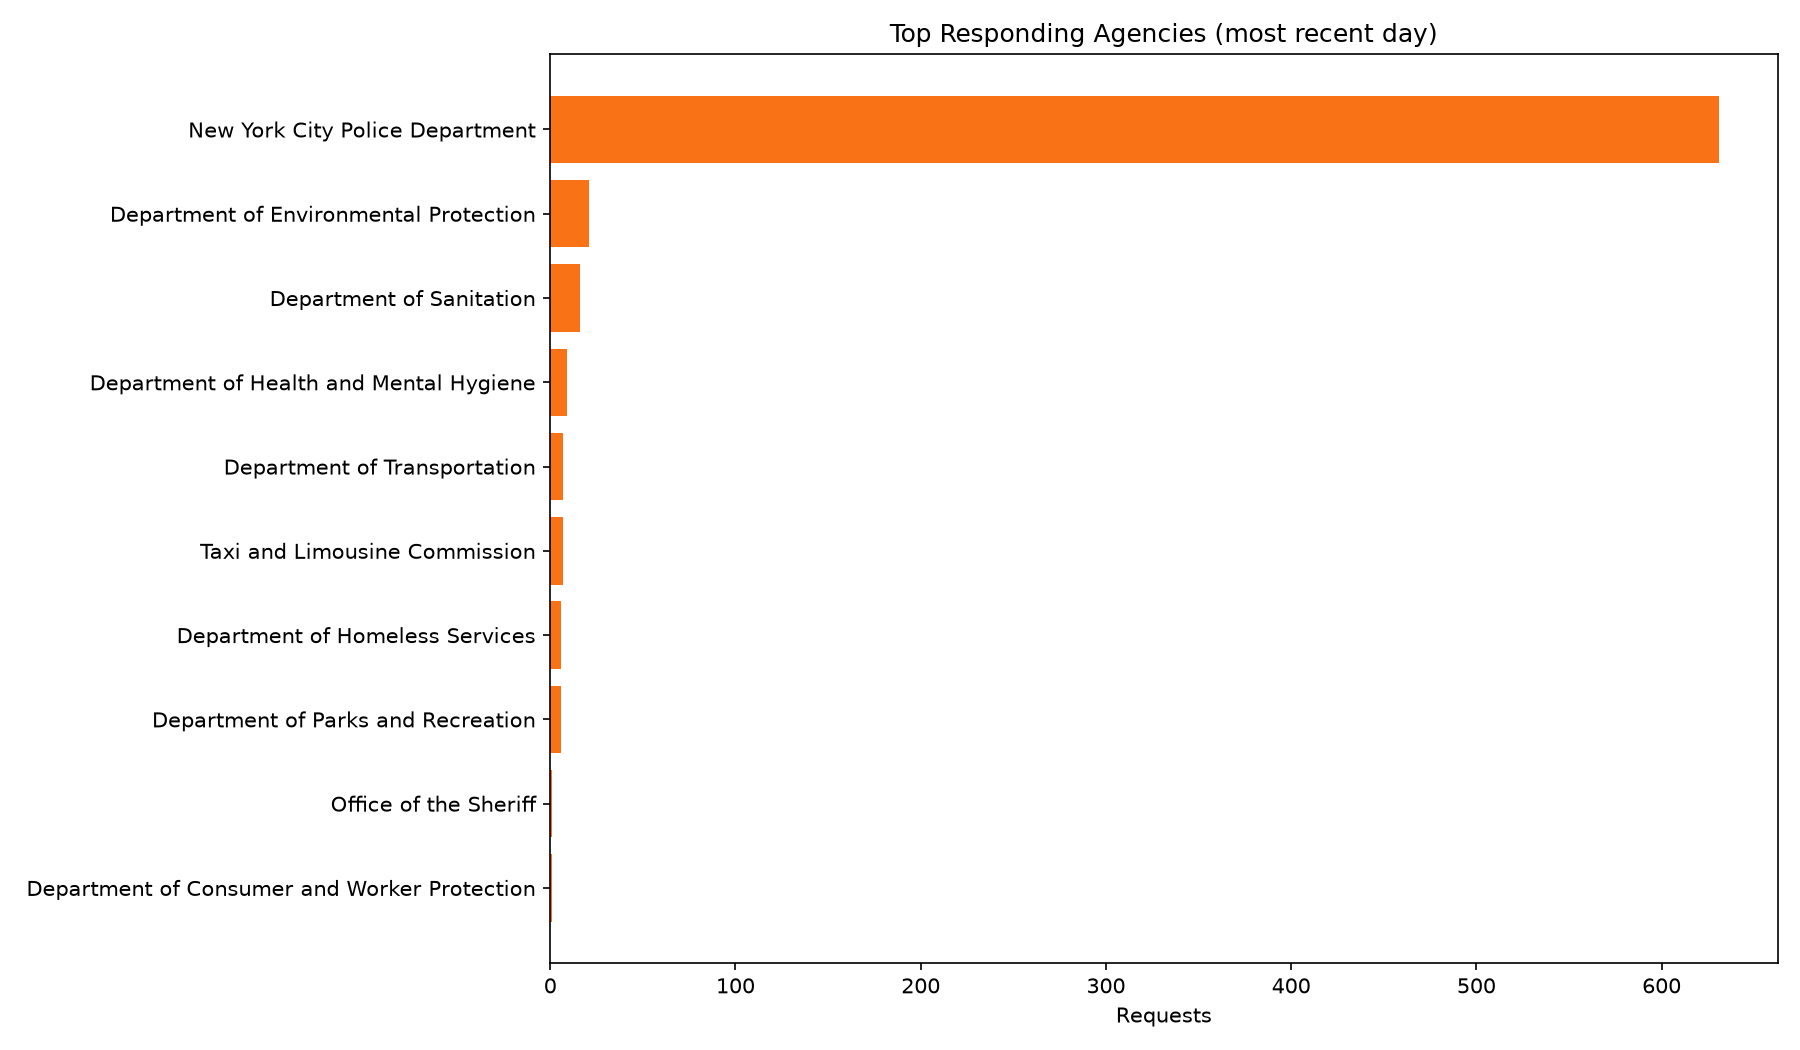 Top Responding Agencies (most recent day)
New York City Police Department
Department of Environmental Protection
Department of Sanitation
Department of Health and Mental Hygiene
Department of Transportation
Taxi and Limousine Commission
Department of Homeless Services
Department of Parks and Recreation
Office of the Sheriff
Department of Consumer and Worker Protection
0 100 200 300 400 500 600
Requests